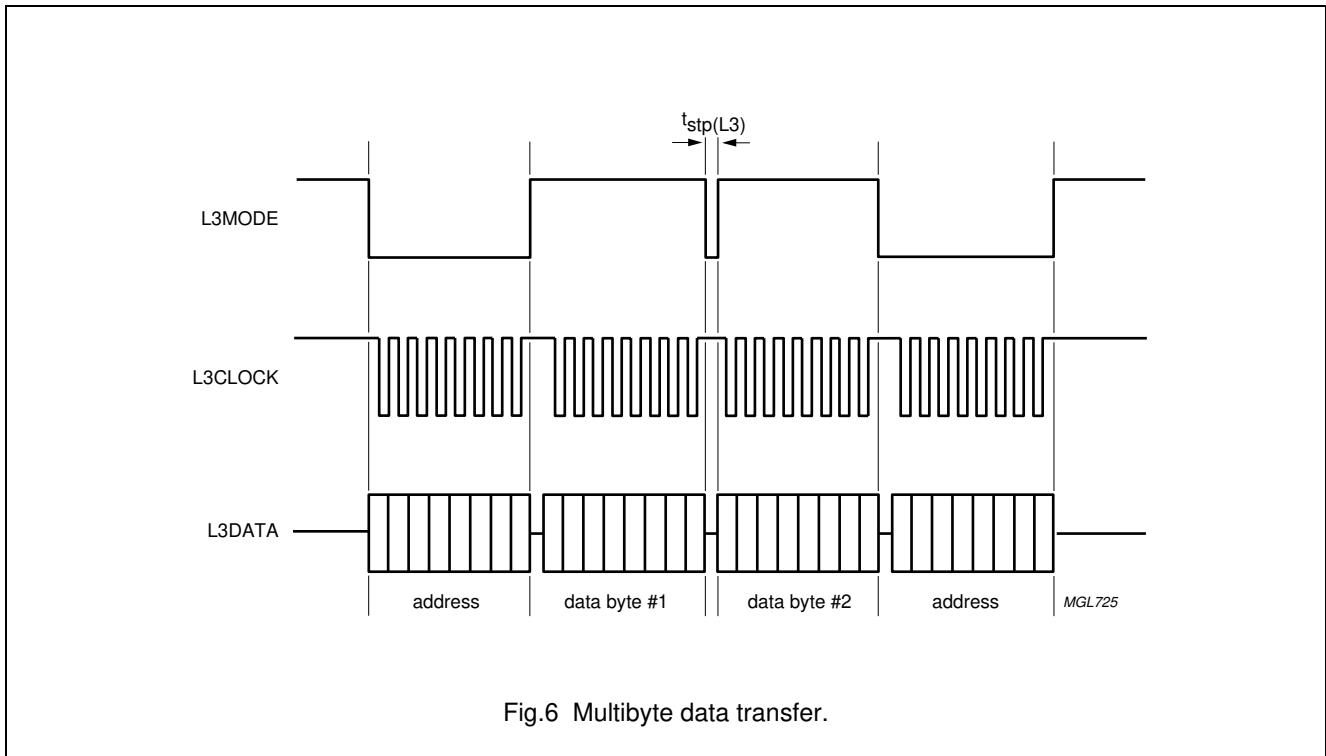 tstp(L3)
L3MODE
L3CLOCK
L3DATA
address data byte #1 data byte #2 address MGL725
Fig.6 Multibyte data transfer.